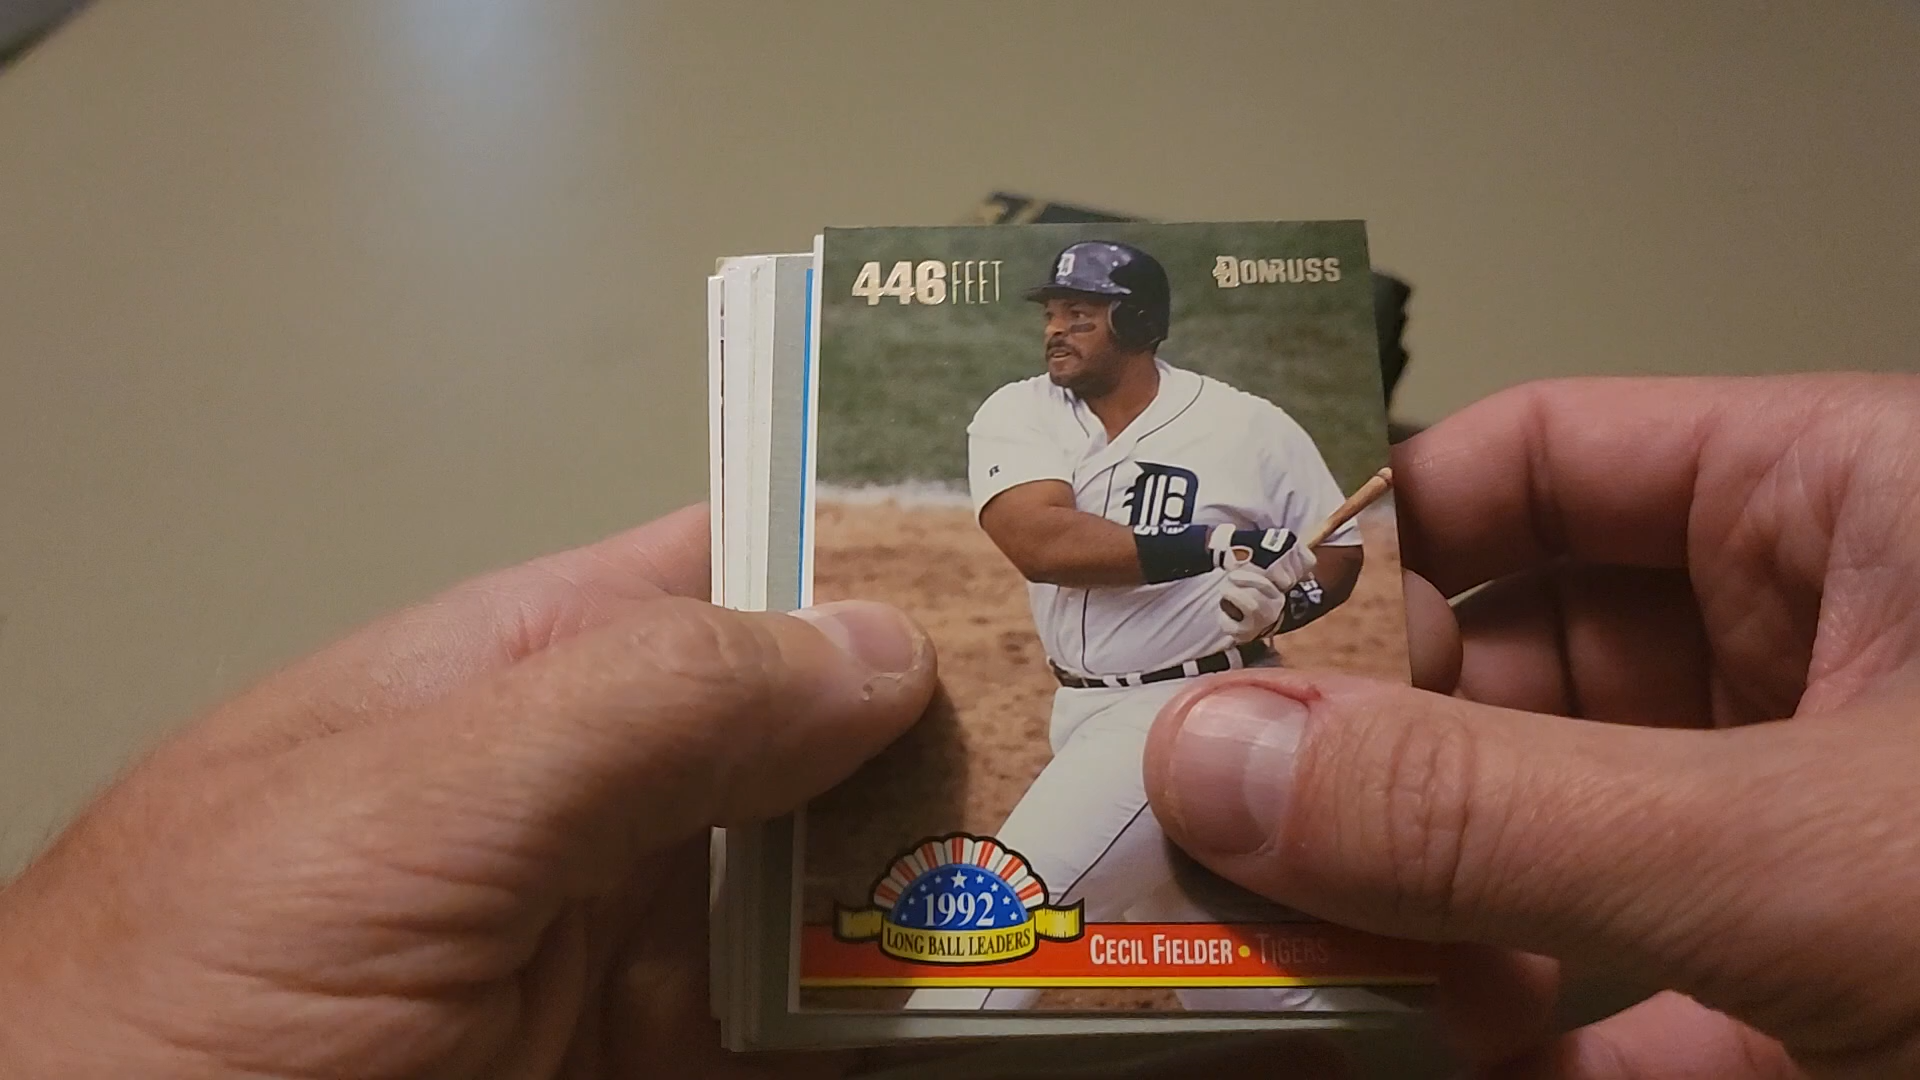 446 FEET
DONRUSS
D
D
1992
LONG BALL LEADERS
CECIL FIELDER • TIGERS